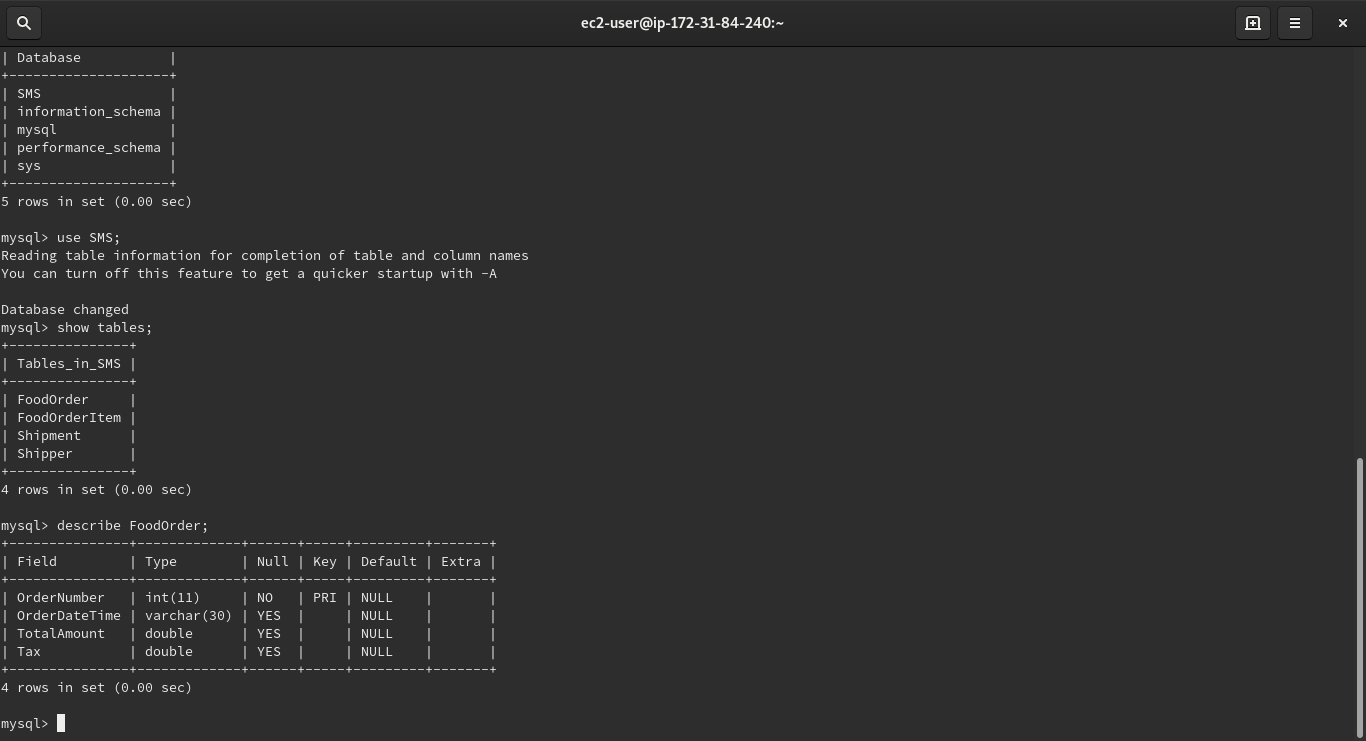 ec2-user@ip-172-31-84-240:~
| Database           |
+--------------------+
| SMS                |
| information_schema |
| mysql              |
| performance_schema |
| sys                |
+--------------------+
5 rows in set (0.00 sec)
mysql> use SMS;
Reading table information for completion of table and column names
You can turn off this feature to get a quicker startup with -A
Database changed
mysql> show tables;
+---------------+
| Tables_in_SMS |
+---------------+
| FoodOrder     |
| FoodOrderItem |
| Shipment      |
| Shipper       |
+---------------+
4 rows in set (0.00 sec)
mysql> describe FoodOrder;
+---------------+-------------+------+-----+---------+-------+
| Field         | Type        | Null | Key | Default | Extra |
+---------------+-------------+------+-----+---------+-------+
| OrderNumber   | int(11)     | NO   | PRI | NULL    |       |
| OrderDateTime | varchar(30) | YES  |     | NULL    |       |
| TotalAmount   | double      | YES  |     | NULL    |       |
| Tax           | double      | YES  |     | NULL    |       |
+---------------+-------------+------+-----+---------+-------+
4 rows in set (0.00 sec)
mysql>